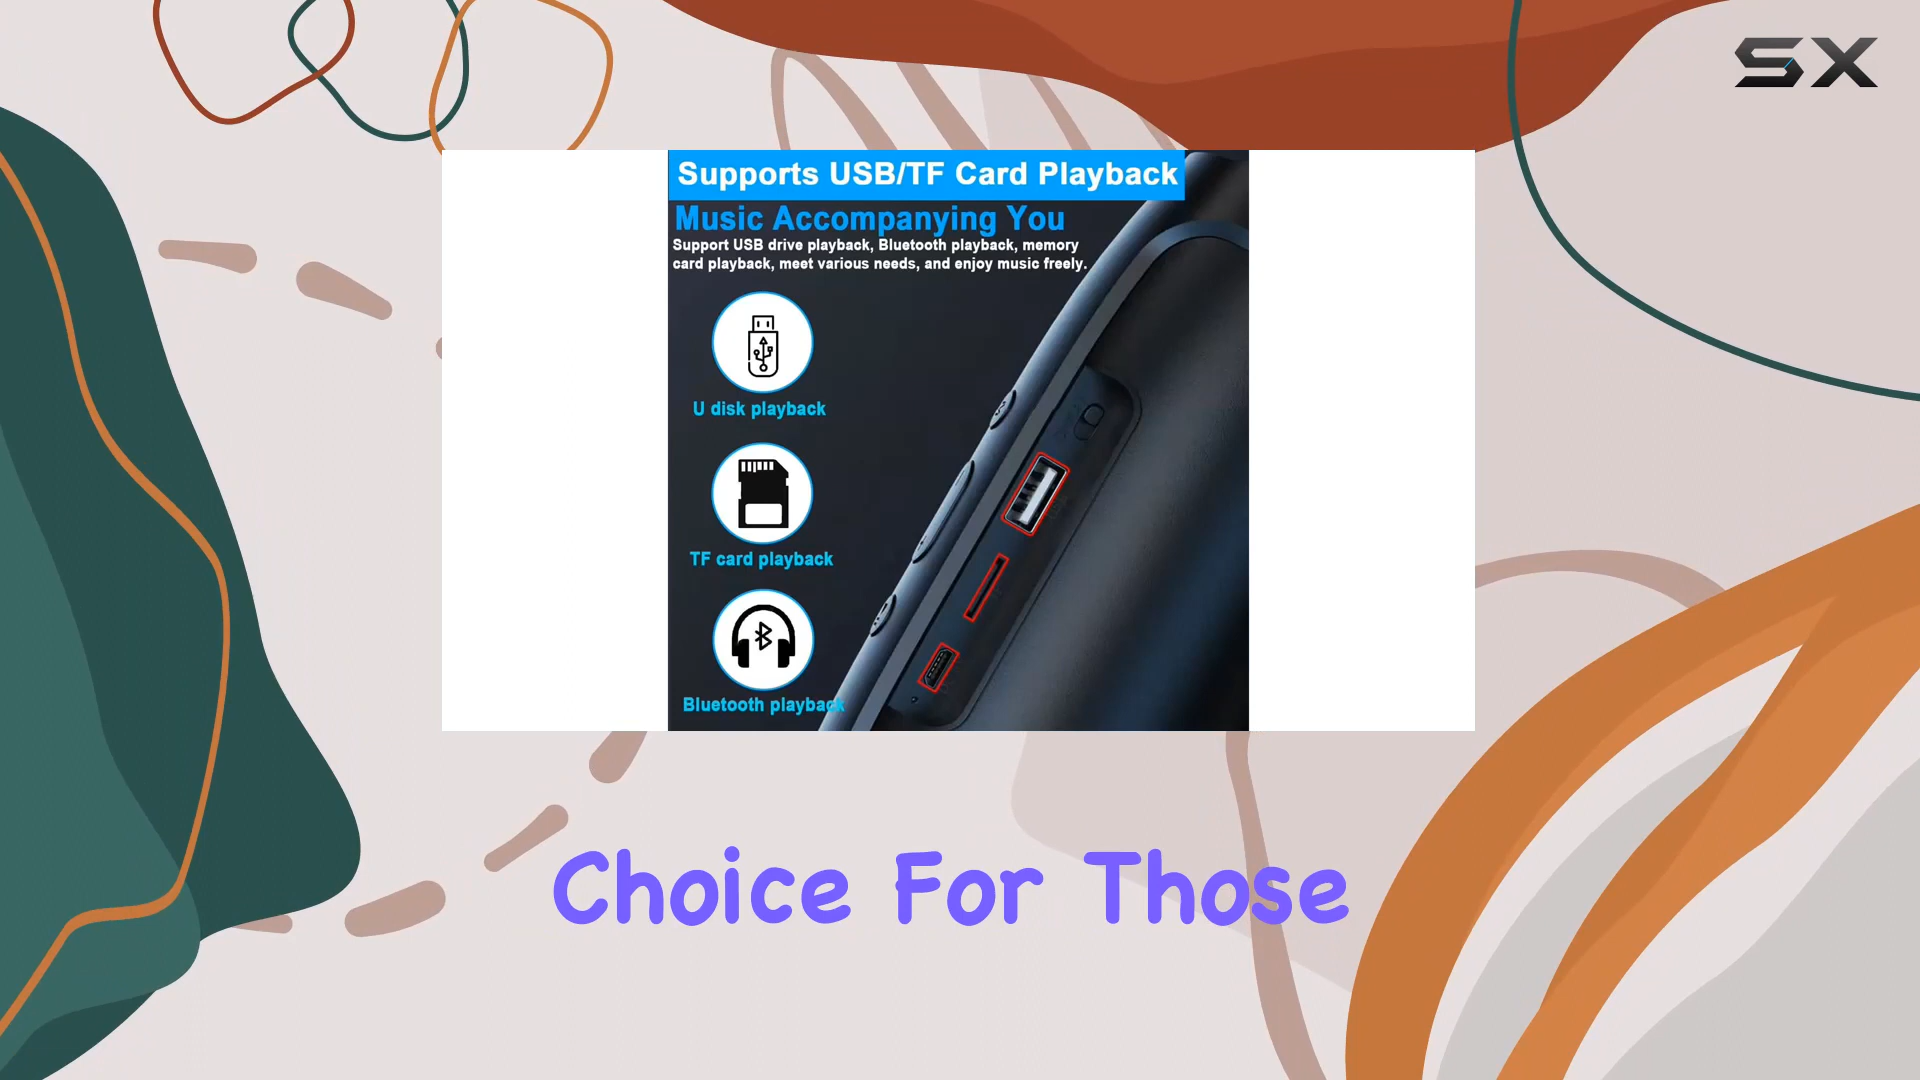 SX
Supports USB/TF Card Playback
Music Accompanying You
Support USB drive playback, Bluetooth playback, memory
card playback, meet various needs, and enjoy music freely.
U disk playback
TF card playback
Bluetooth playback
Choice For Those